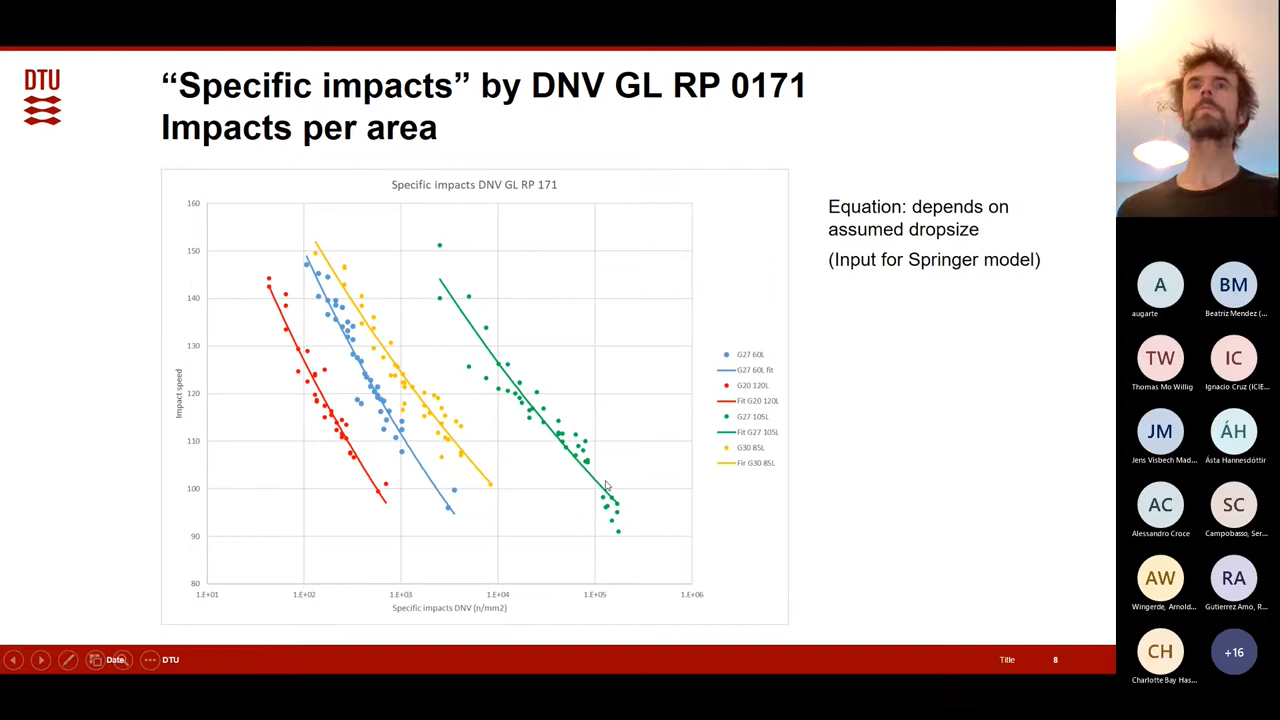 DTU
“Specific impacts” by DNV GL RP 0171
Impacts per area
Specific impacts DNV GL RP 171
160
150
140
130
120
110
100
90
80
Impact speed
1.E+01
1.E+02
1.E+03
1.E+04
1.E+05
1.E+06
Specific impacts DNV (n/mm2)
G27 60L
G27 60L fit
G20 120L
Fit G20 120L
G27 105L
Fit G27 105L
G30 85L
Fir G30 85L
Equation: depends on
assumed dropsize
(Input for Springer model)
Date
DTU
Title
8
A
augarte
BM
Beatriz Mendez (...
TW
Thomas Mo Willig
IC
Ignacio Cruz (ICIE...
JM
Jens Visbech Mad...
ÁH
Ásta Hannesdóttir
AC
Alessandro Croce
SC
Campobasso, Ser...
AW
Wingerde, Arnold...
RA
Gutierrez Amo, R...
CH
Charlotte Bay Has...
+16